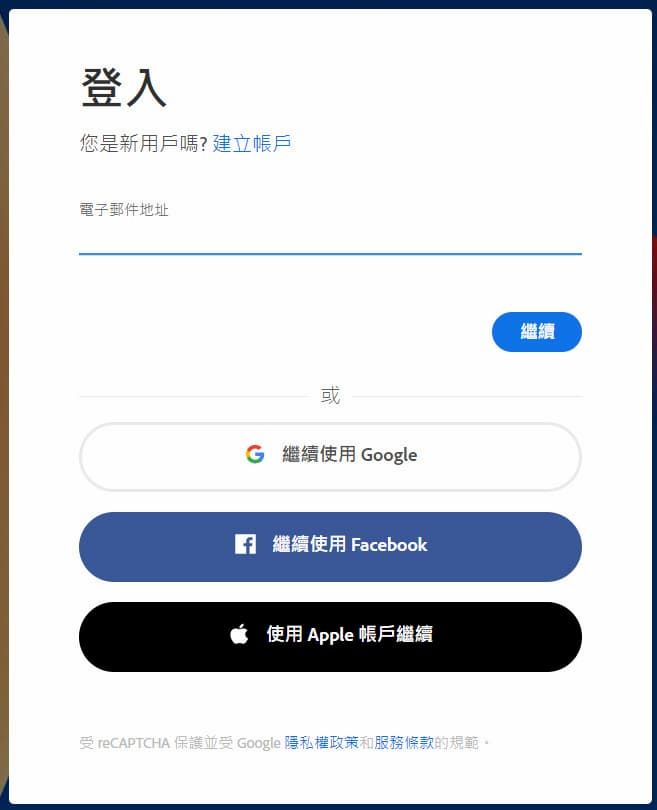 登入
您是新用戶嗎? 建立帳戶
電子郵件地址
繼續
或
繼續使用 Google
繼續使用 Facebook
使用 Apple 帳戶繼續
受 reCAPTCHA 保護並受 Google 隱私權政策和服務條款的規範。